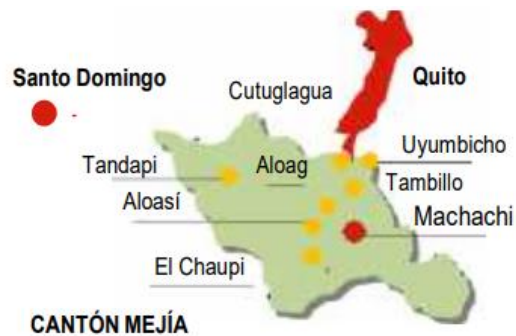 Santo Domingo
Quito
Cutuglagua
Uyumbicho
Tandapi
Aloag
Tambillo
Aloasí
Machachi
El Chaupi
CANTÓN MEJÍA